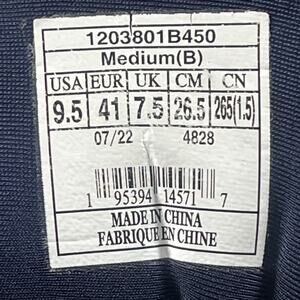 1203801B450
Medium(B)
USA EUR UK CM CN
9.5 41 7.5 26.5 265(1.5)
07/22 4828
1 95394 14571 7
MADE IN CHINA
FABRIQUE EN CHINE